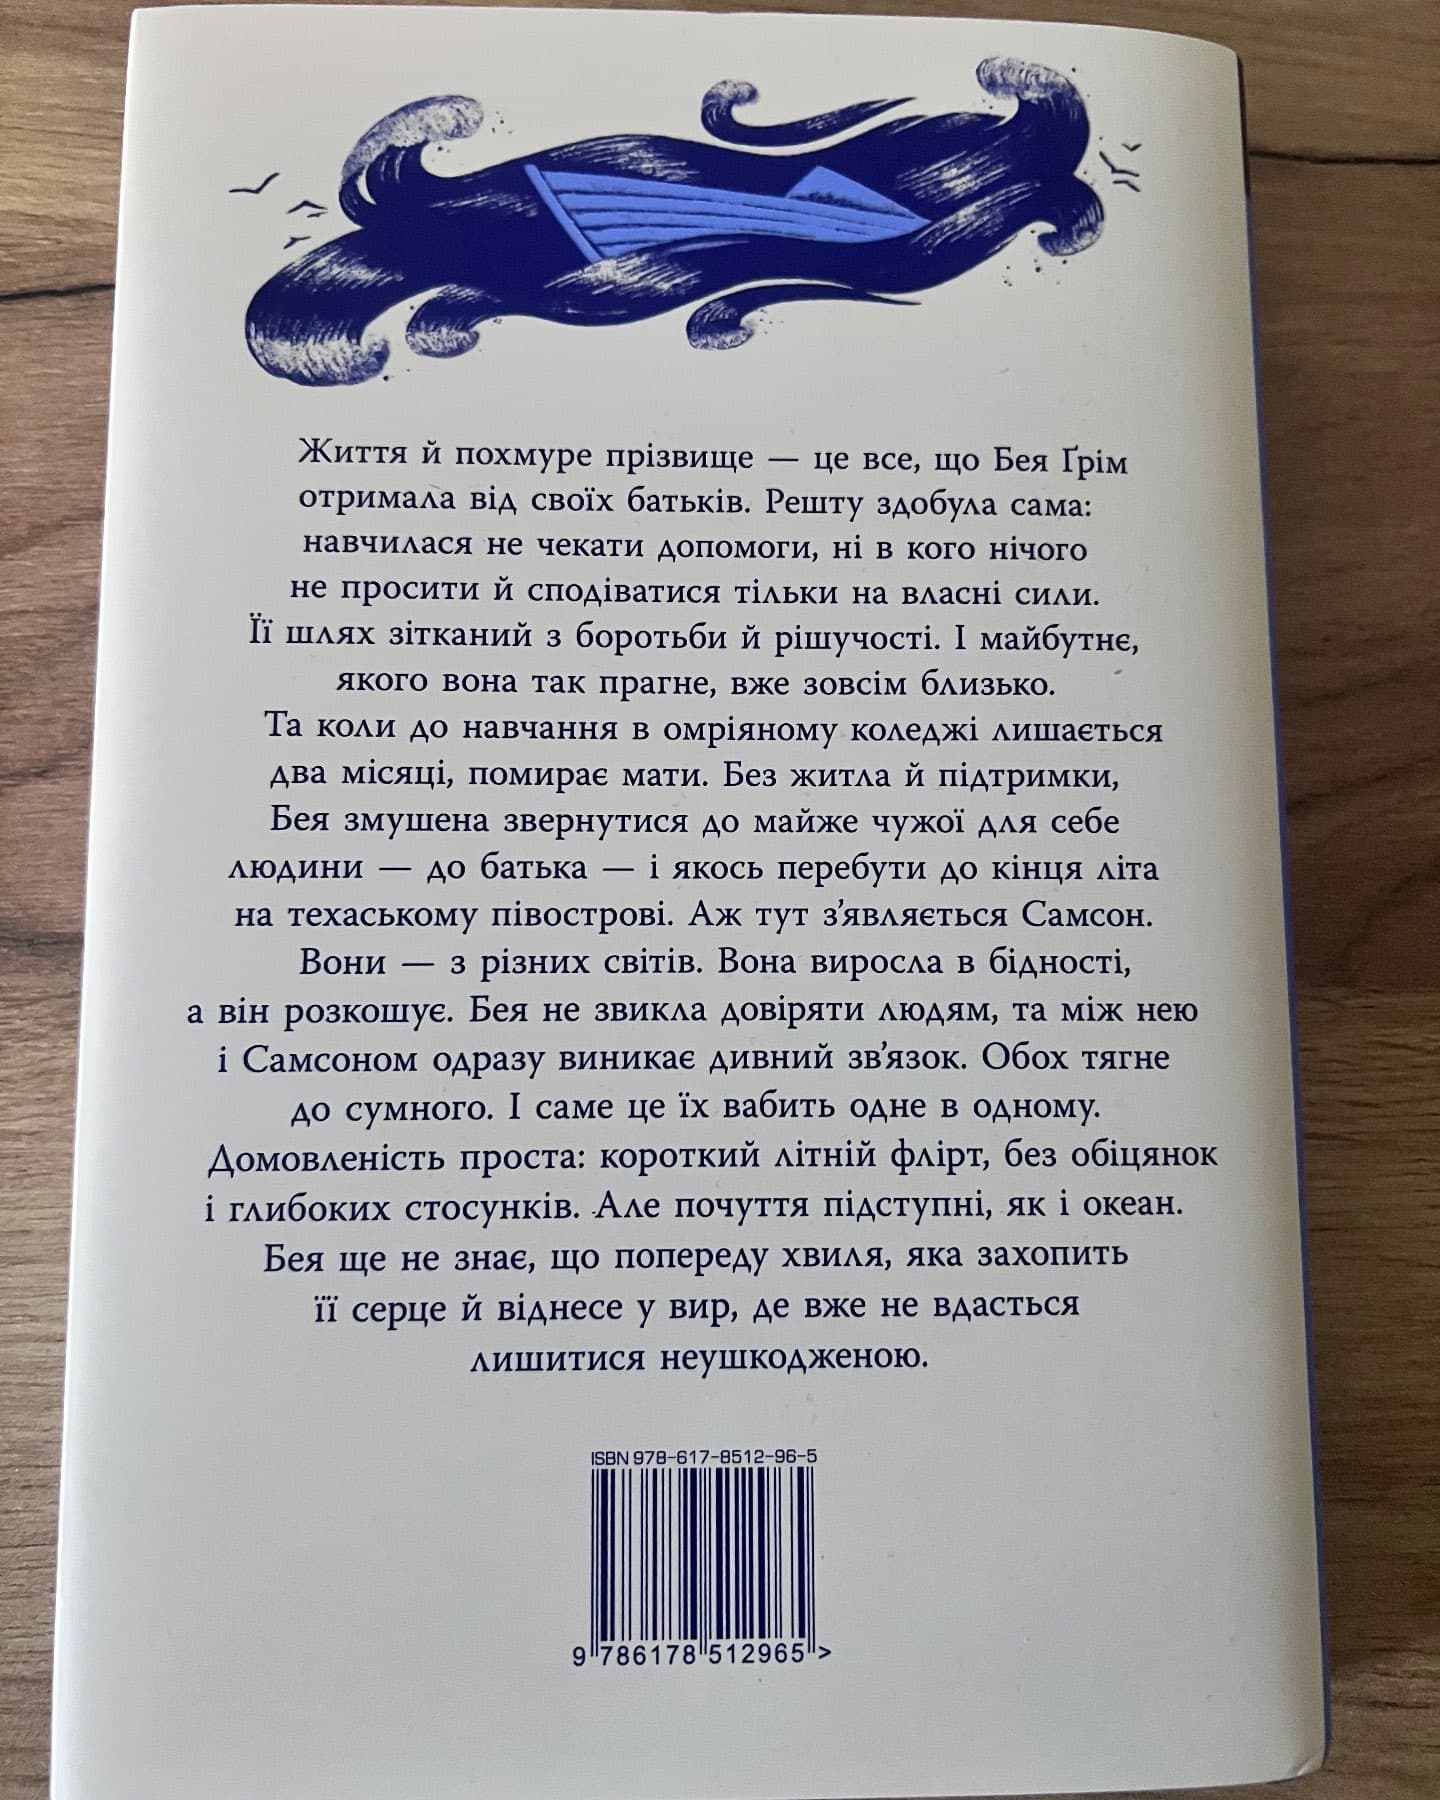 Життя й похмуре прізвище — це все, що Бея Ґрім
отримала від своїх батьків. Решту здобула сама:
навчилася не чекати допомоги, ні в кого нічого
не просити й сподіватися тільки на власні сили.
Її шлях зітканий з боротьби й рішучості. І майбутнє,
якого вона так прагне, вже зовсім близько.
Та коли до навчання в омріяному коледжі лишається
два місяці, помирає мати. Без житла й підтримки,
Бея змушена звернутися до майже чужої для себе
людини — до батька — і якось перебути до кінця літа
на техаському півострові. Аж тут з'являється Самсон.
Вони — з різних світів. Вона виросла в бідності,
а він розкошує. Бея не звикла довіряти людям, та між нею
і Самсоном одразу виникає дивний зв'язок. Обох тягне
до сумного. І саме це їх вабить одне в одному.
Домовленість проста: короткий літній флірт, без обіцянок
і глибоких стосунків. Але почуття підступні, як і океан.
Бея ще не знає, що попереду хвиля, яка захопить
її серце й віднесе у вир, де вже не вдасться
лишитися неушкодженою.
ISBN 978-617-8512-96-5
9 786178 512965 >